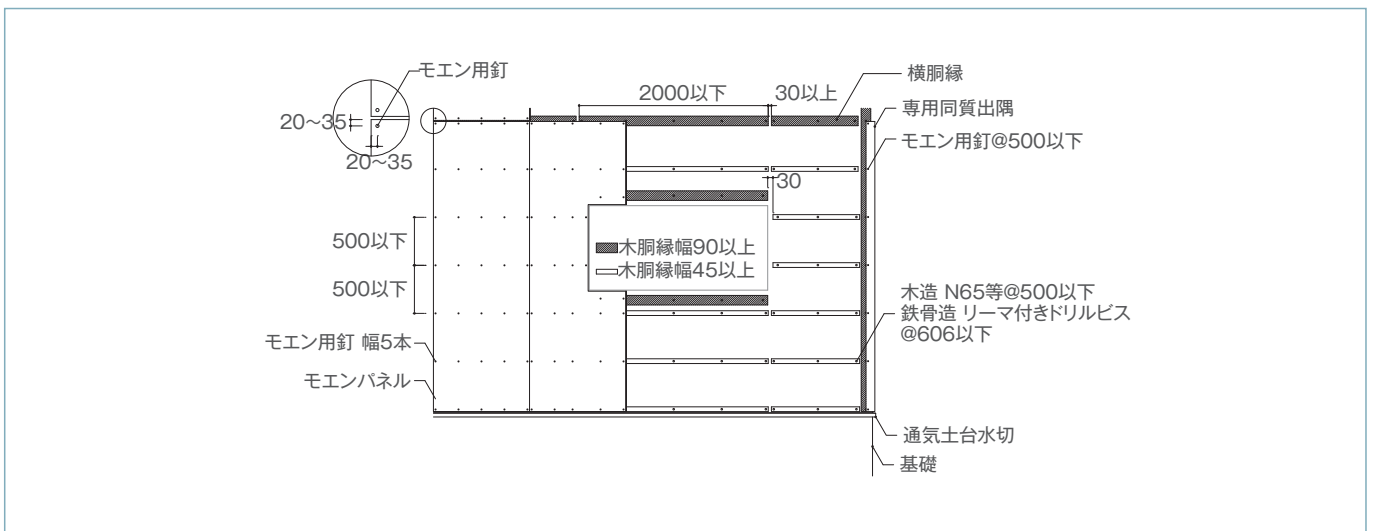 モエン用釘
20～35
20～35
2000以下
30以上
横胴縁
専用同質出隅
モエン用釘@500以下
30
500以下
500以下
木胴縁幅90以上
木胴縁幅45以上
木造 N65等@500以下
鉄骨造 リーマ付きドリルビス
@606以下
モエン用釘 幅5本
モエンパネル
通気土台水切
基礎